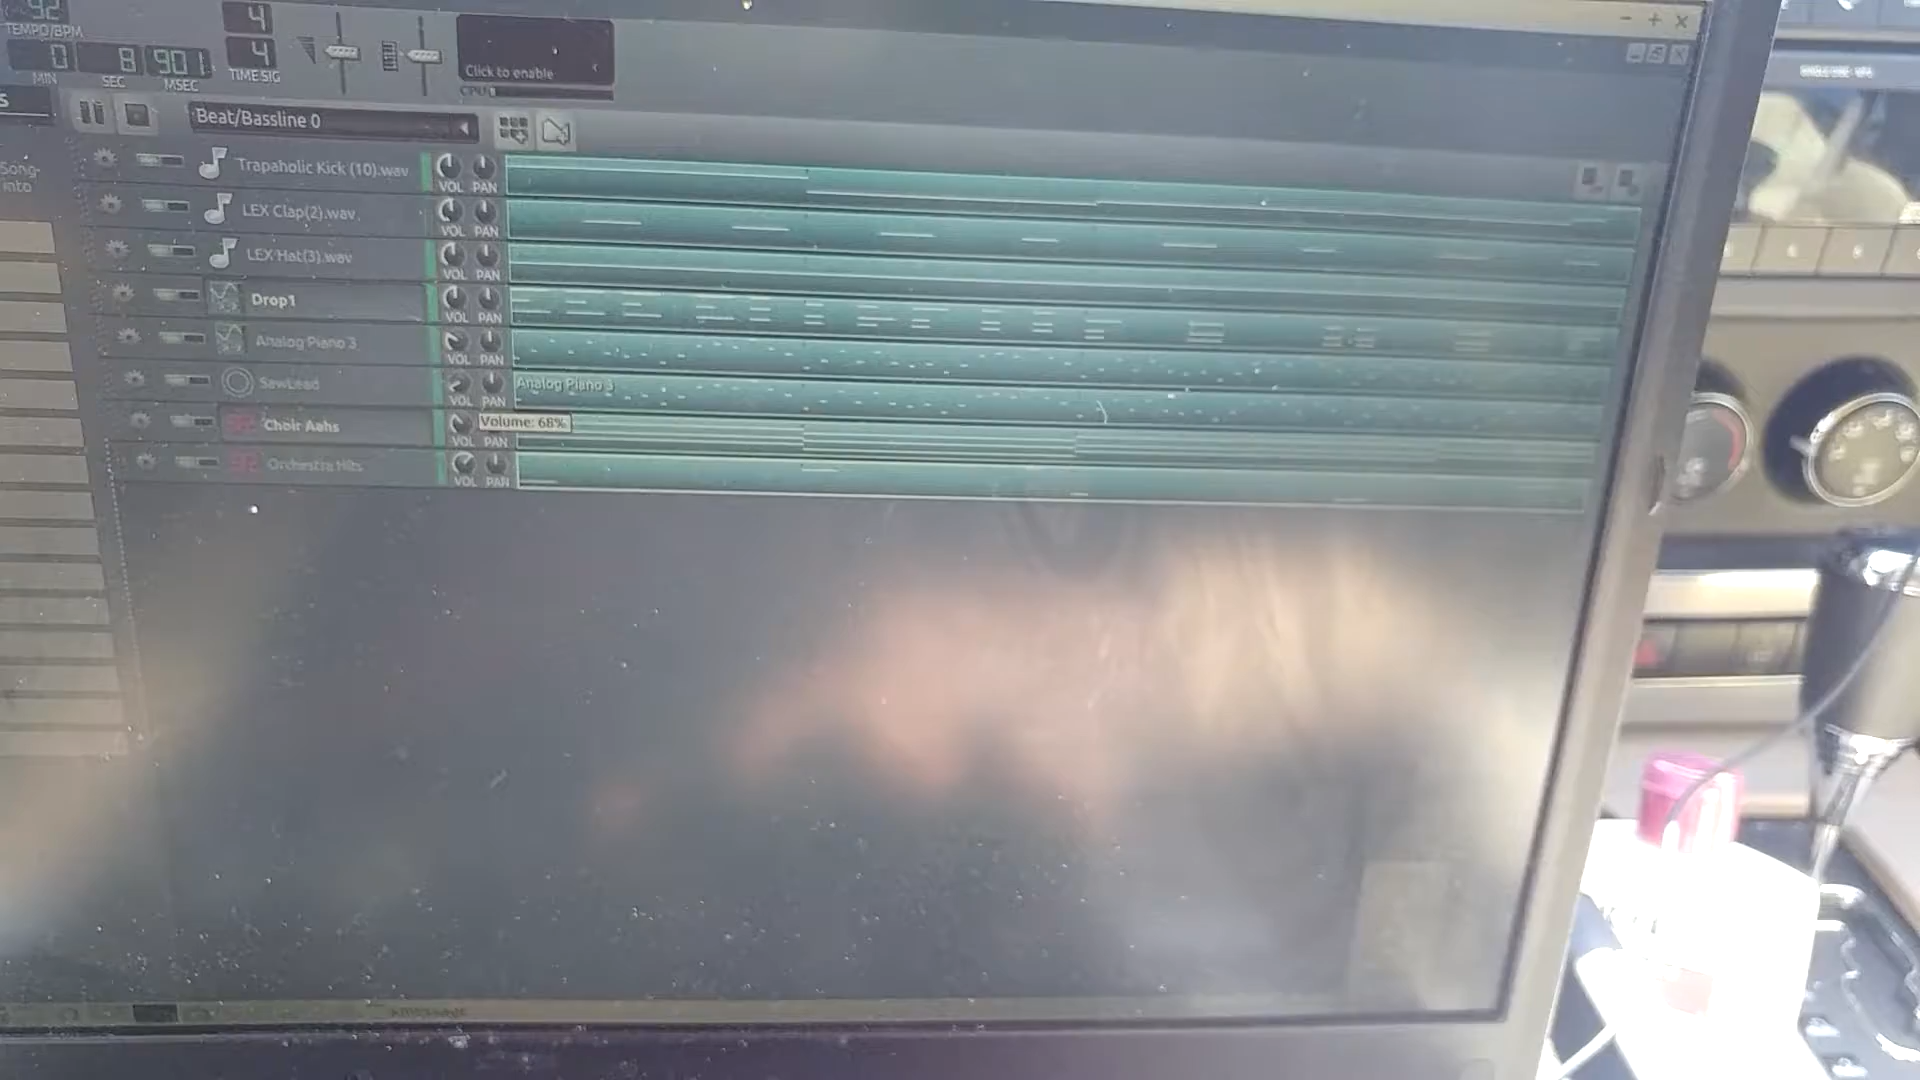 92
TEMPO/BPM
0
8
901
MIN
SEC
MSEC
4
4
TIME SIG
Click to enable
CPU
S
Song-
into
Beat/Bassline 0
Trapaholic Kick (10).wav
VOL PAN
LEX Clap(2).wav
VOL PAN
LEX Hat(3).wav
VOL PAN
Drop1
VOL PAN
Analog Piano 3
VOL PAN
SawLead
VOL PAN
Analog Piano 3
Choir Aahs
VOL PAN
Volume: 68%
Orchestra Hits
VOL PAN